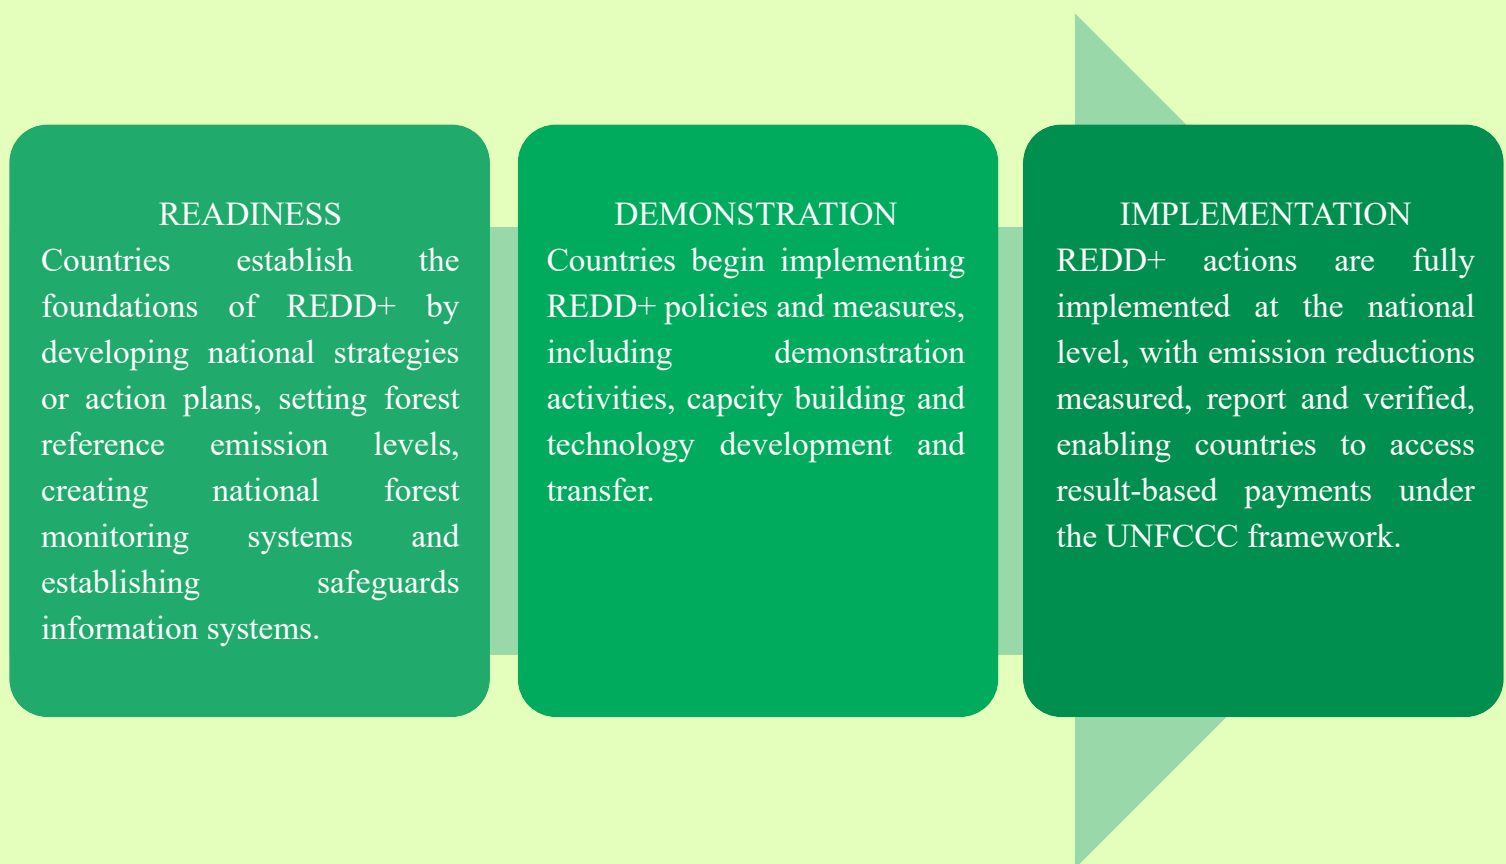 READINESS
Countries establish the
foundations of REDD+ by
developing national strategies
or action plans, setting forest
reference emission levels,
creating national forest
monitoring systems and
establishing safeguards
information systems.
DEMONSTRATION
Countries begin implementing
REDD+ policies and measures,
including demonstration
activities, capcity building and
technology development and
transfer.
IMPLEMENTATION
REDD+ actions are fully
implemented at the national
level, with emission reductions
measured, report and verified,
enabling countries to access
result-based payments under
the UNFCCC framework.